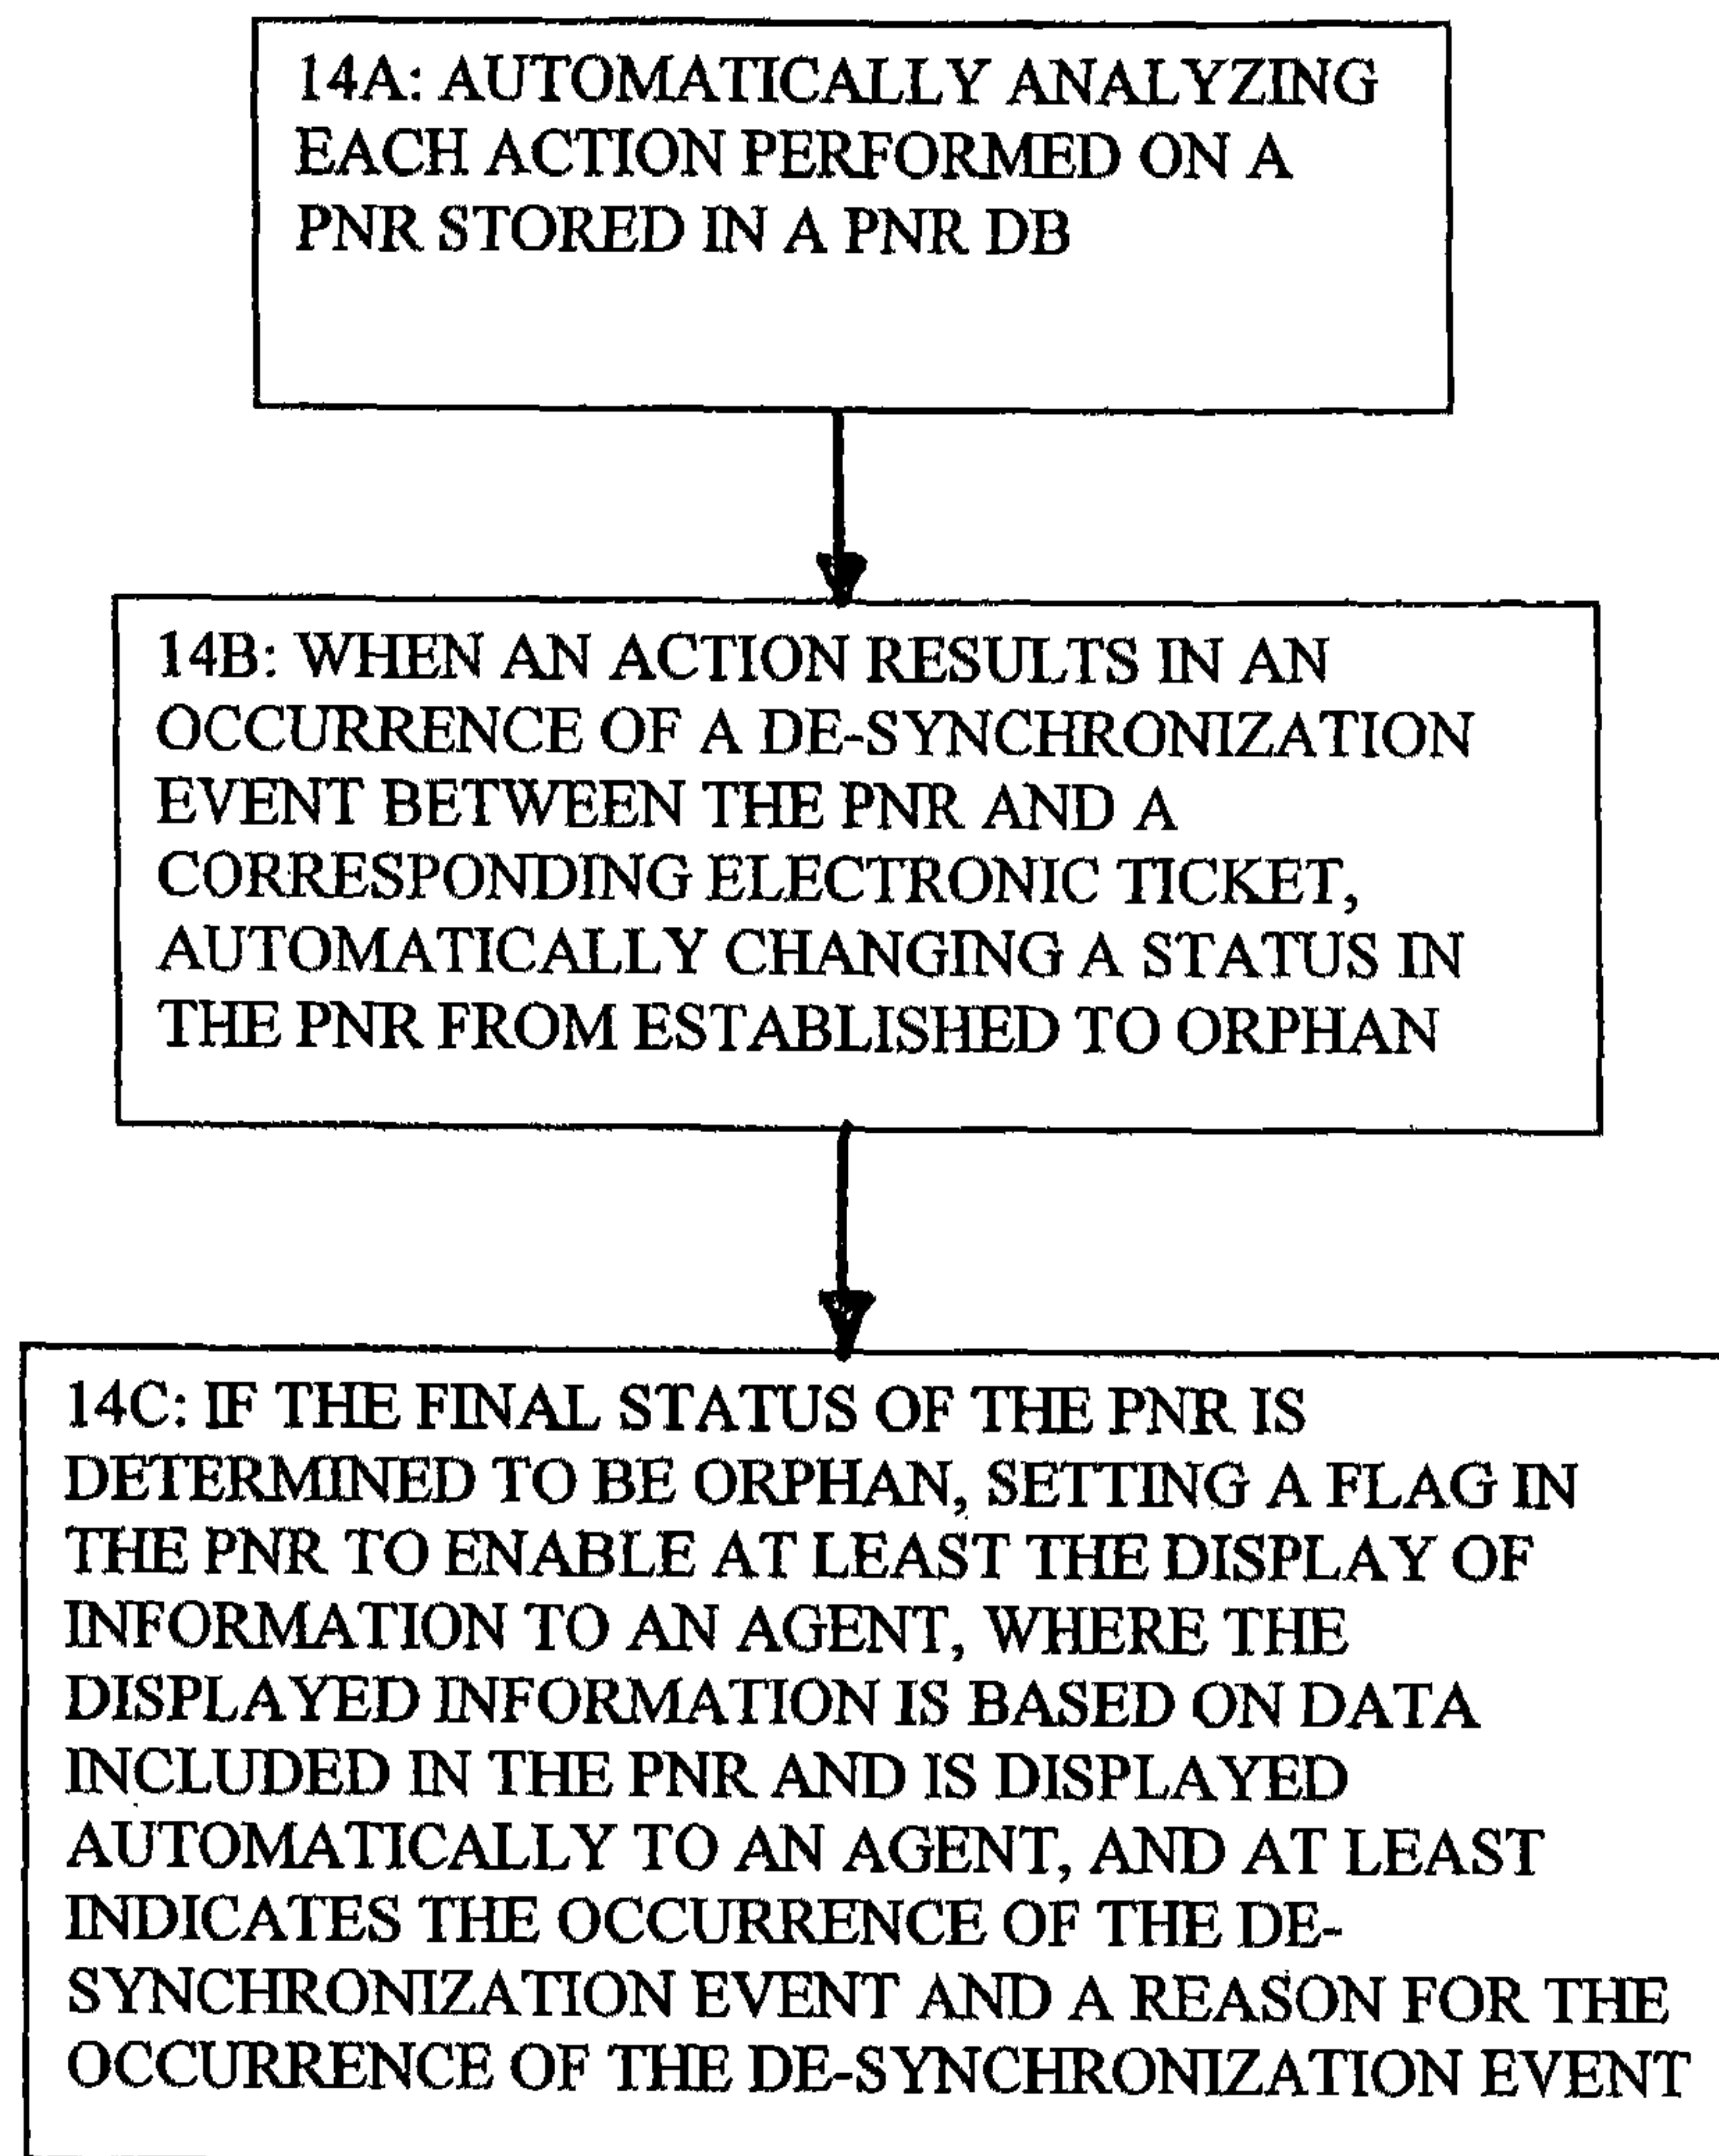 14A: AUTOMATICALLY ANALYZING
EACH ACTION PERFORMED ON A
PNR STORED IN A PNR DB
14B: WHEN AN ACTION RESULTS IN AN
OCCURRENCE OF A DE-SYNCHRONIZATION
EVENT BETWEEN THE PNR AND A
CORRESPONDING ELECTRONIC TICKET,
AUTOMATICALLY CHANGING A STATUS IN
THE PNR FROM ESTABLISHED TO ORPHAN
14C: IF THE FINAL STATUS OF THE PNR IS
DETERMINED TO BE ORPHAN, SETTING A FLAG IN
THE PNR TO ENABLE AT LEAST THE DISPLAY OF
INFORMATION TO AN AGENT, WHERE THE
DISPLAYED INFORMATION IS BASED ON DATA
INCLUDED IN THE PNR AND IS DISPLAYED
AUTOMATICALLY TO AN AGENT, AND AT LEAST
INDICATES THE OCCURRENCE OF THE DE-
SYNCHRONIZATION EVENT AND A REASON FOR THE
OCCURRENCE OF THE DE-SYNCHRONIZATION EVENT